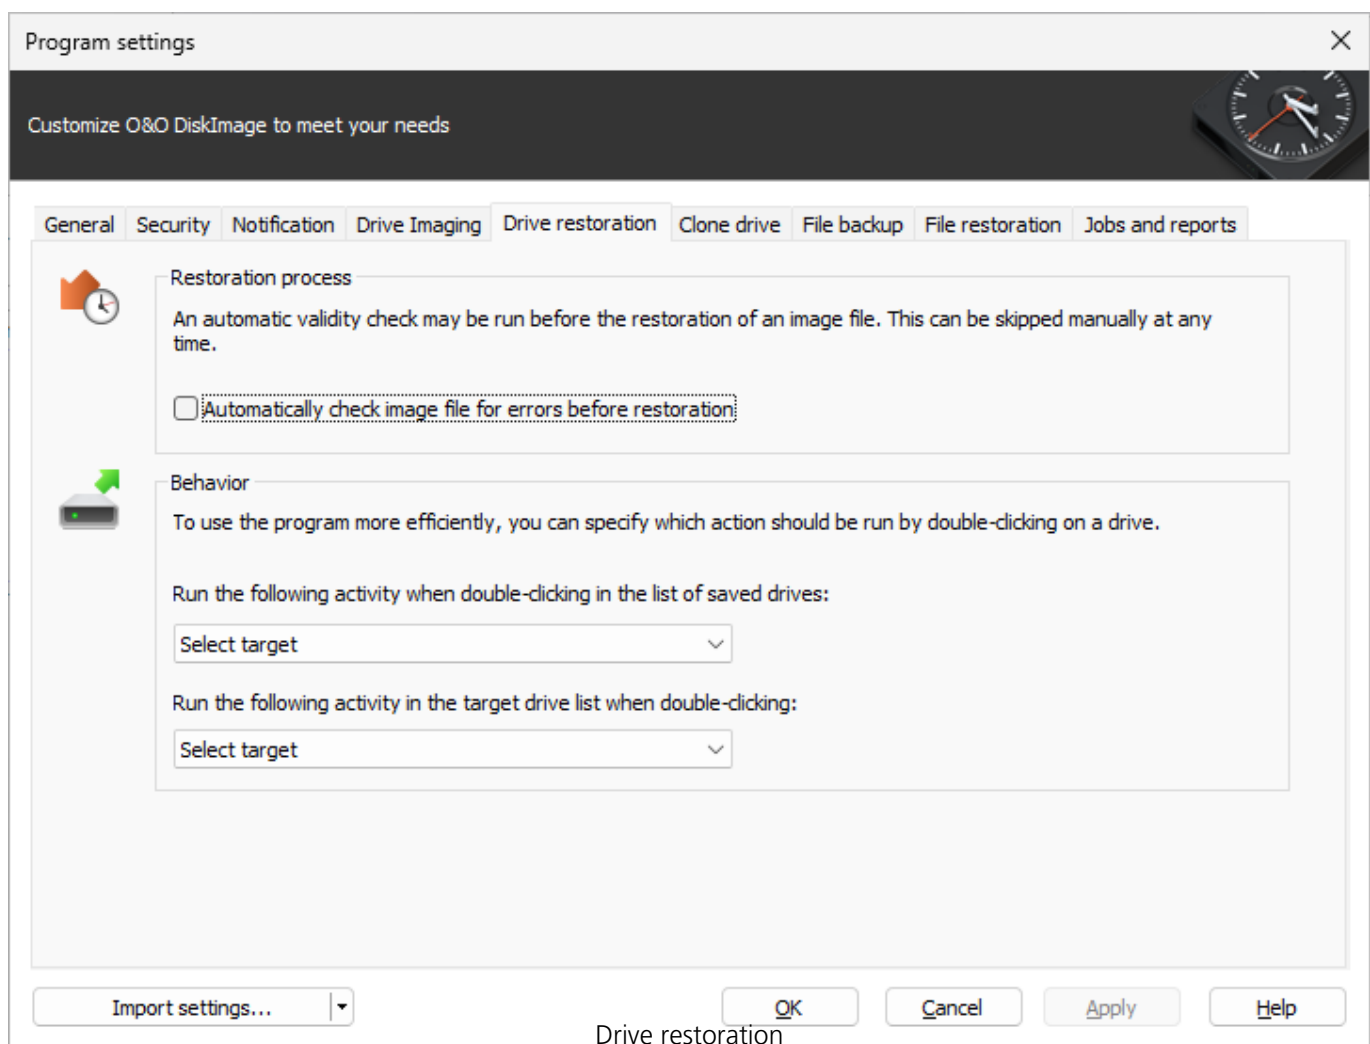 Program settings
Customize O&O DiskImage to meet your needs
General Security Notification Drive Imaging Drive restoration Clone drive File backup File restoration Jobs and reports
Restoration process
An automatic validity check may be run before the restoration of an image file. This can be skipped manually at any
time.
Automatically check image file for errors before restoration
Behavior
To use the program more efficiently, you can specify which action should be run by double-clicking on a drive.
Run the following activity when double-clicking in the list of saved drives:
Select target
Run the following activity in the target drive list when double-clicking:
Select target
Import settings... OK Cancel Apply Help
Drive restoration